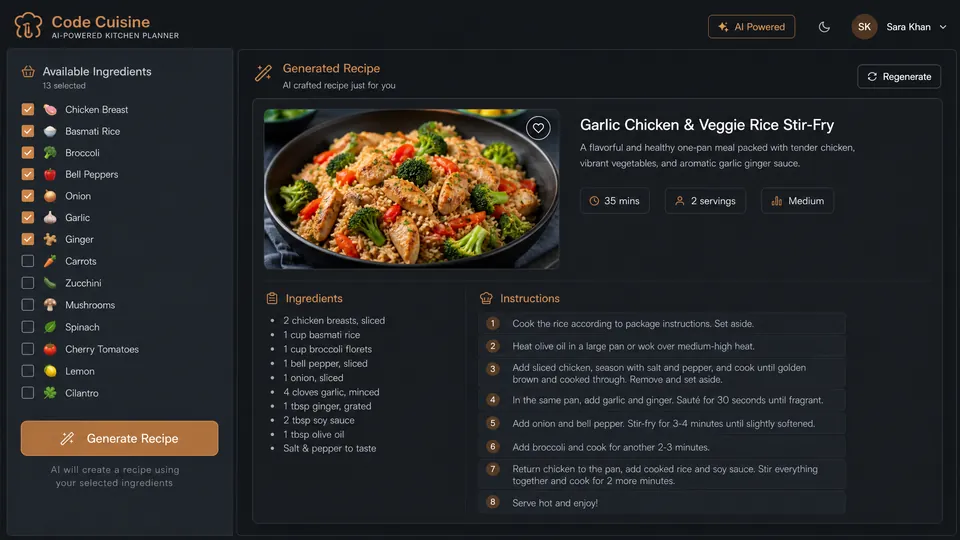 Code Cuisine
AI-POWERED KITCHEN PLANNER
AI Powered
SK
Sara Khan
Available Ingredients
13 selected
Chicken Breast
Basmati Rice
Broccoli
Bell Peppers
Onion
Garlic
Ginger
Carrots
Zucchini
Mushrooms
Spinach
Cherry Tomatoes
Lemon
Cilantro
Generate Recipe
AI will create a recipe using
your selected ingredients
Generated Recipe
AI crafted recipe just for you
Regenerate
Garlic Chicken & Veggie Rice Stir-Fry
A flavorful and healthy one-pan meal packed with tender chicken,
vibrant vegetables, and aromatic garlic ginger sauce.
35 mins
2 servings
Medium
Ingredients
• 2 chicken breasts, sliced
• 1 cup basmati rice
• 1 cup broccoli florets
• 1 bell pepper, sliced
• 1 onion, sliced
• 4 cloves garlic, minced
• 1 tbsp ginger, grated
• 2 tbsp soy sauce
• 1 tbsp olive oil
• Salt & pepper to taste
Instructions
1 Cook the rice according to package instructions. Set aside.
2 Heat olive oil in a large pan or wok over medium-high heat.
3 Add sliced chicken, season with salt and pepper, and cook until golden
brown and cooked through. Remove and set aside.
4 In the same pan, add garlic and ginger. Sauté for 30 seconds until fragrant.
5 Add onion and bell pepper. Stir-fry for 3-4 minutes until slightly softened.
6 Add broccoli and cook for another 2-3 minutes.
7 Return chicken to the pan, add cooked rice and soy sauce. Stir everything
together and cook for 2 more minutes.
8 Serve hot and enjoy!